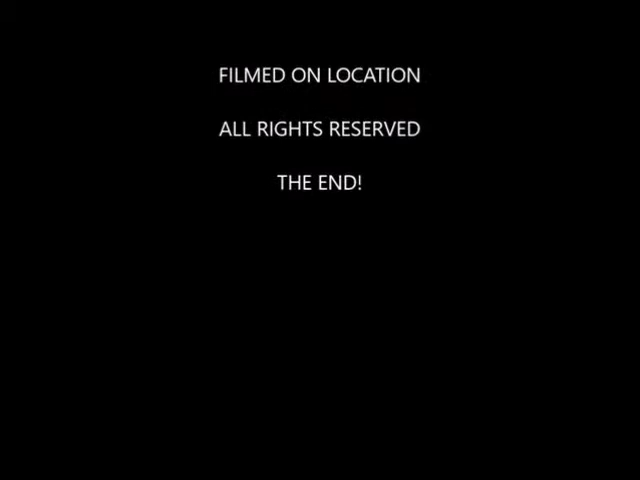 FILMED ON LOCATION
ALL RIGHTS RESERVED
THE END!